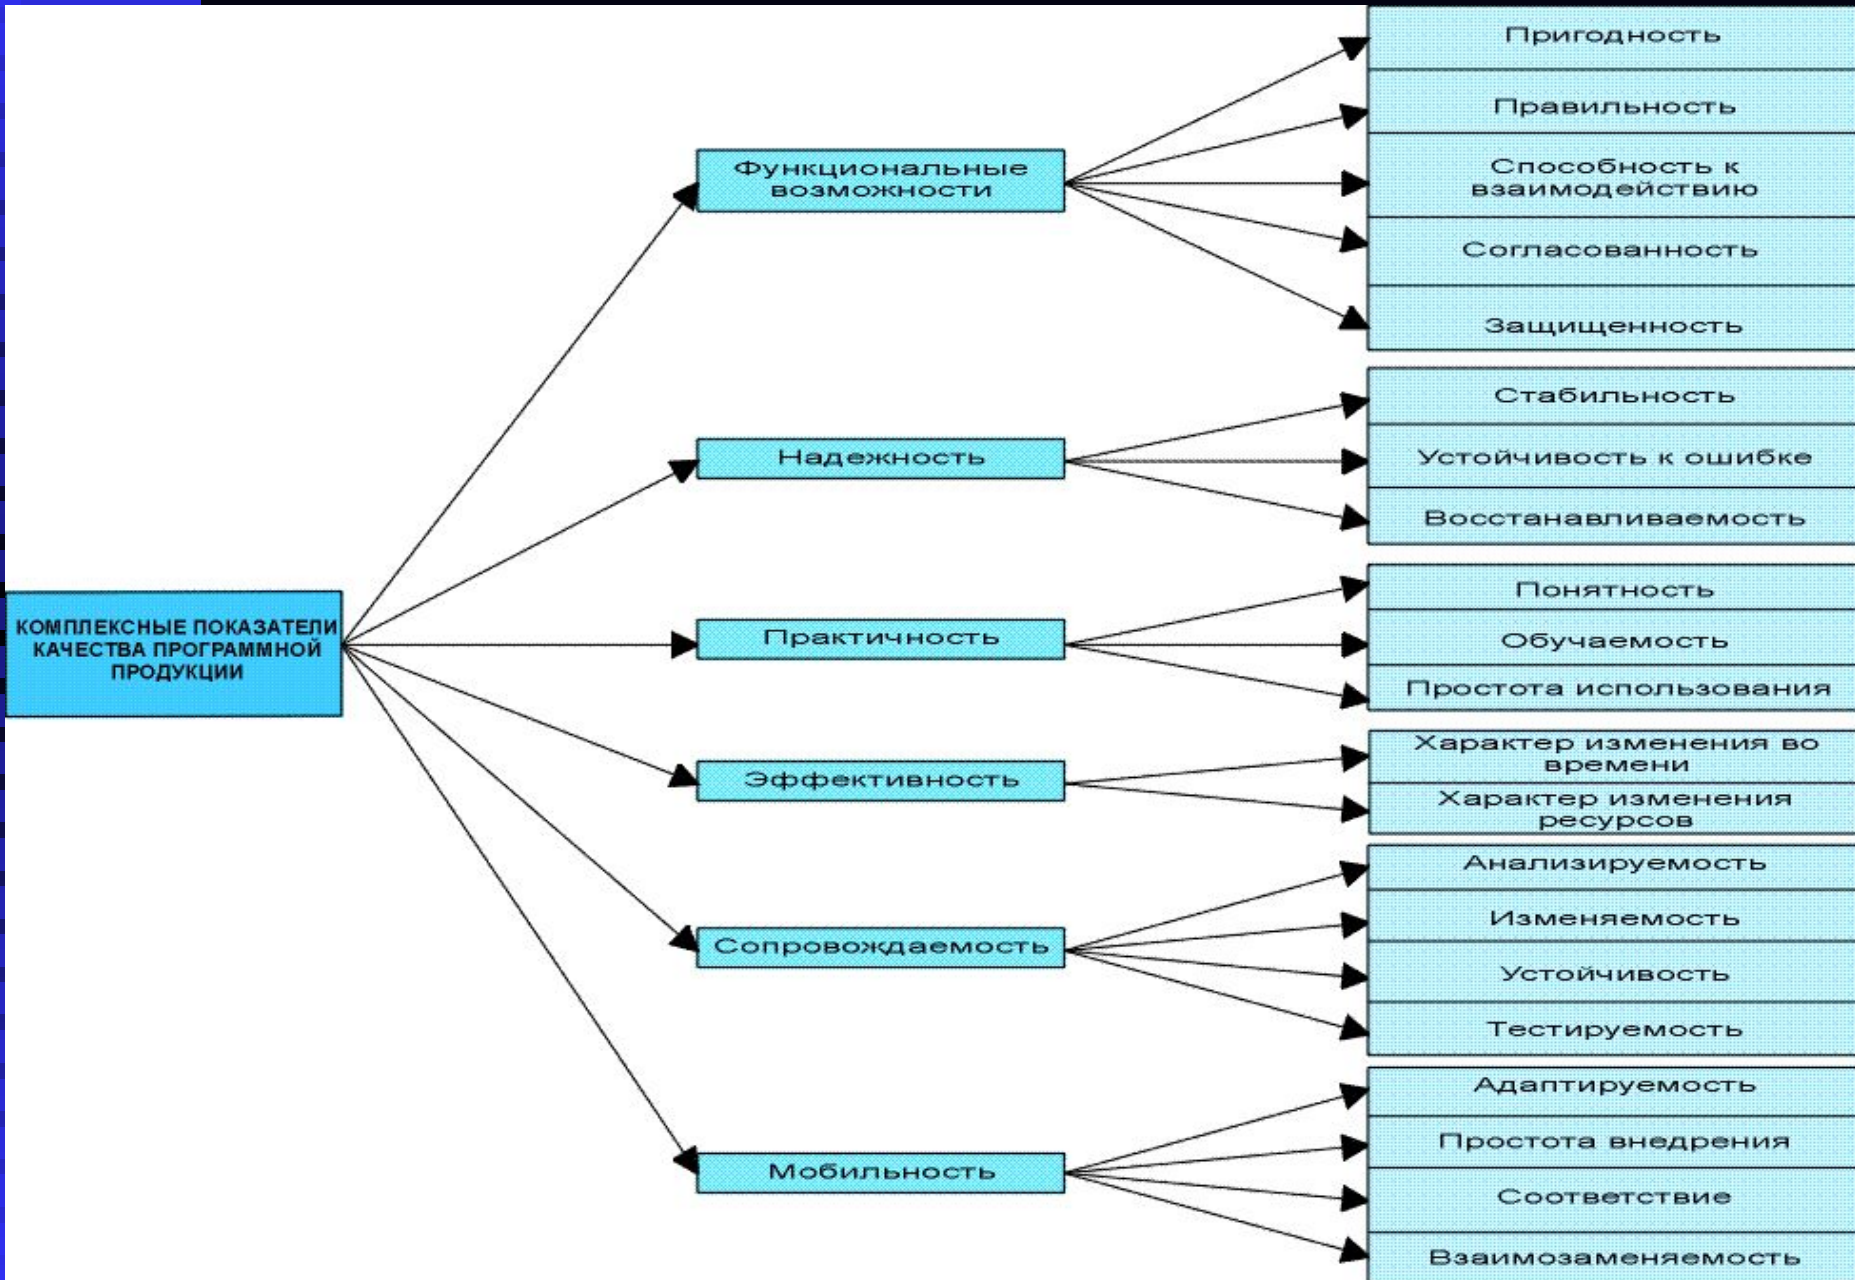 КОМПЛЕКСНЫЕ ПОКАЗАТЕЛИ
КАЧЕСТВА ПРОГРАММНОЙ
ПРОДУКЦИИ
Функциональные
возможности
Пригодность
Правильность
Способность к
взаимодействию
Согласованность
Защищенность
Надежность
Стабильность
Устойчивость к ошибке
Восстанавливаемость
Практичность
Понятность
Обучаемость
Простота использования
Эффективность
Характер изменения во
времени
Характер изменения
ресурсов
Сопровождаемость
Анализируемость
Изменяемость
Устойчивость
Тестируемость
Мобильность
Адаптируемость
Простота внедрения
Соответствие
Взаимозаменяемость